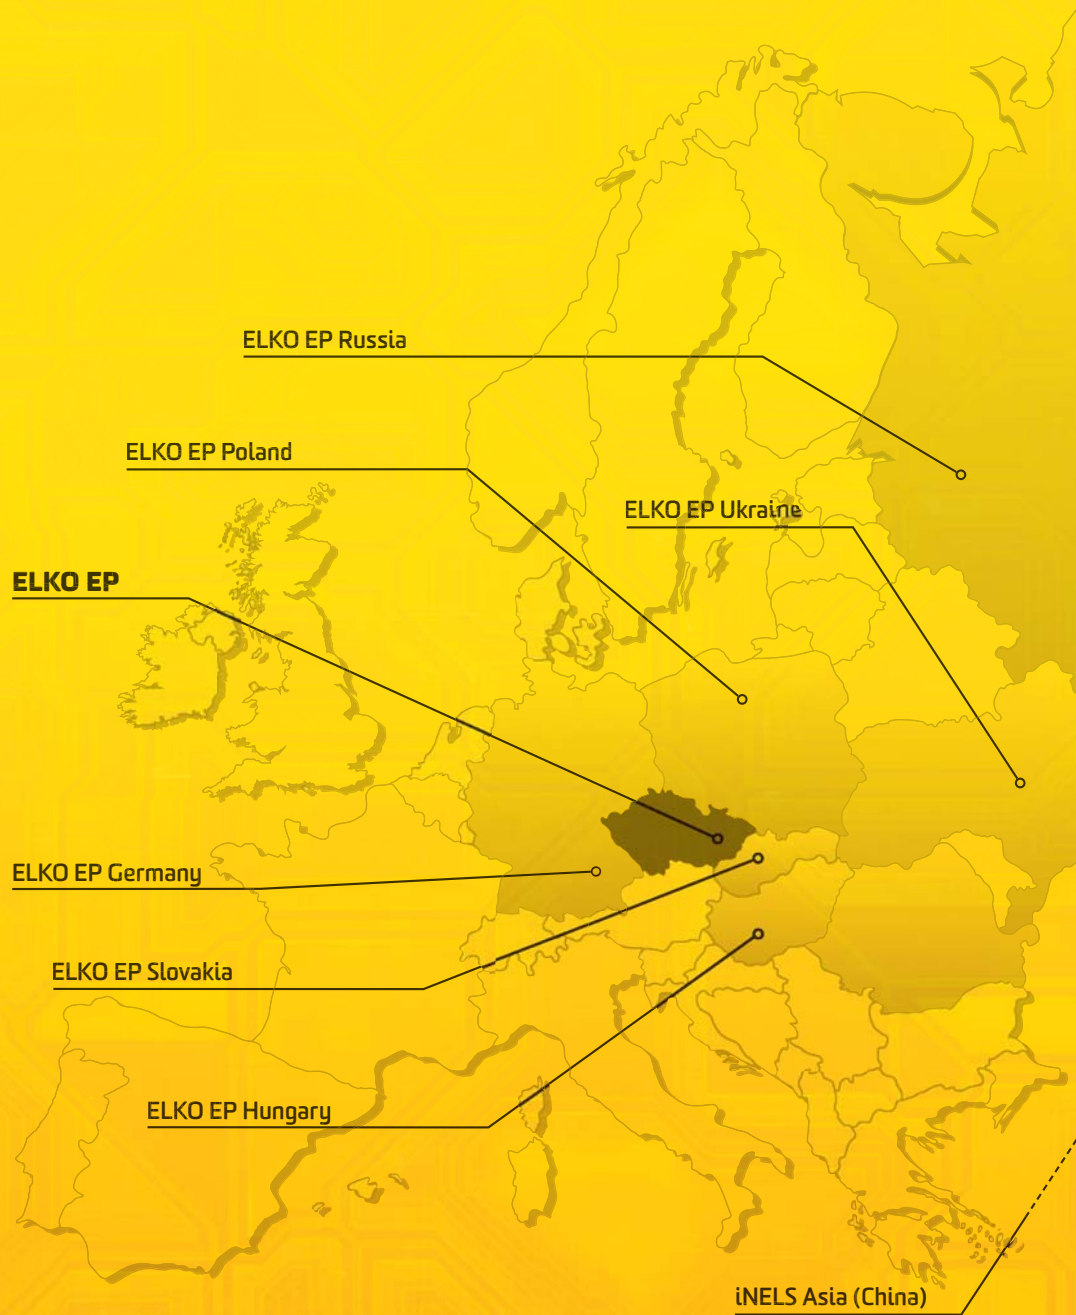 ELKO EP Russia
ELKO EP Poland
ELKO EP Ukraine
ELKO EP
ELKO EP Germany
ELKO EP Slovakia
ELKO EP Hungary
iNELS Asia (China)